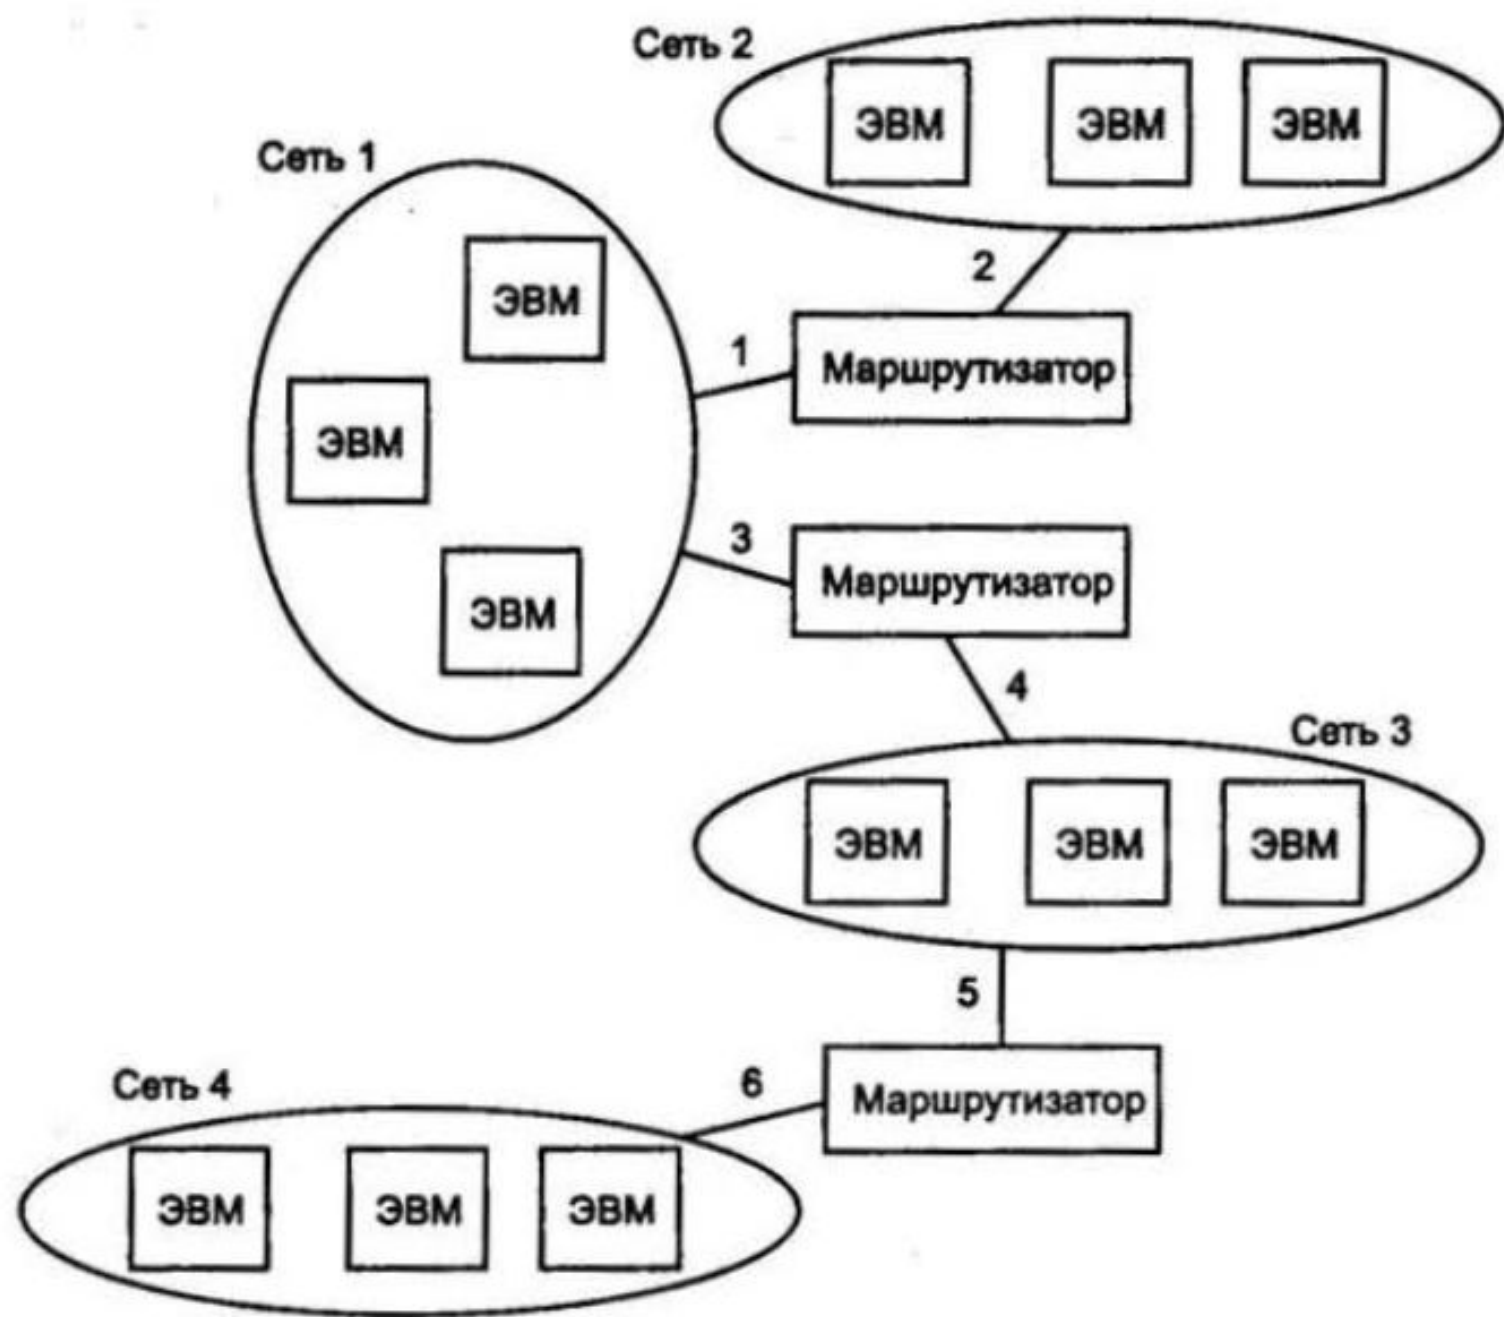 Сеть 2
ЭВМ ЭВМ ЭВМ
Сеть 1
2
ЭВМ
1
Маршрутизатор
ЭВМ
3
Маршрутизатор
ЭВМ
4
Сеть 3
ЭВМ ЭВМ ЭВМ
5
Сеть 4
6
Маршрутизатор
ЭВМ ЭВМ ЭВМ